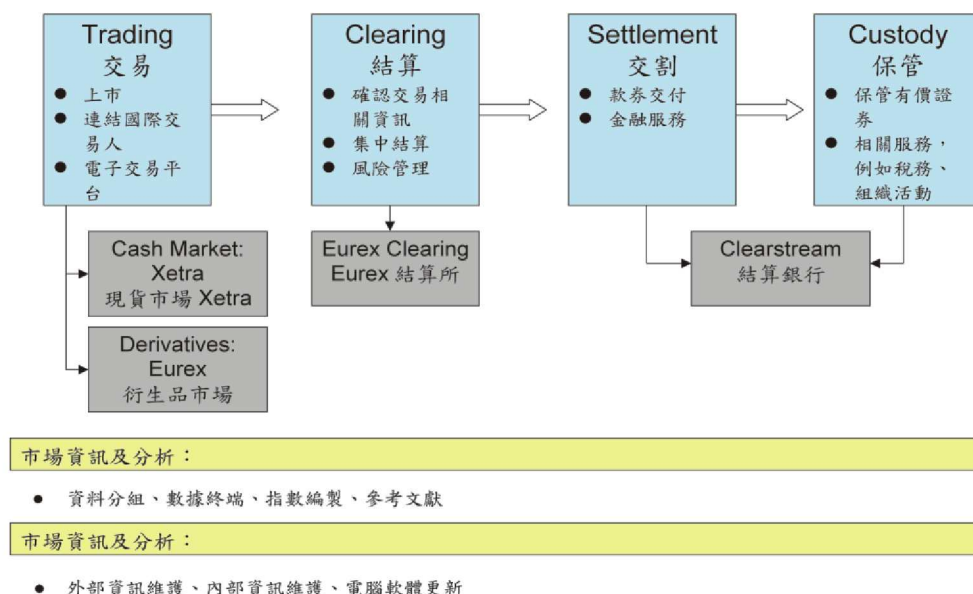 Trading
交易
● 上市
● 連結國際交
易人
● 電子交易平
台
Clearing
結算
● 確認交易相
關資訊
● 集中結算
● 風險管理
Settlement
交割
● 款券交付
● 金融服務
Custody
保管
● 保管有價證
券
● 相關服務，
例如稅務、
組織活動
Cash Market:
Xetra
現貨市場 Xetra
Derivatives:
Eurex
衍生品市場
Eurex Clearing
Eurex 結算所
Clearstream
結算銀行
市場資訊及分析：
● 資料分組、數據終端、指數編製、參考文獻
市場資訊及分析：
● 外部資訊維護、內部資訊維護、電腦軟體更新